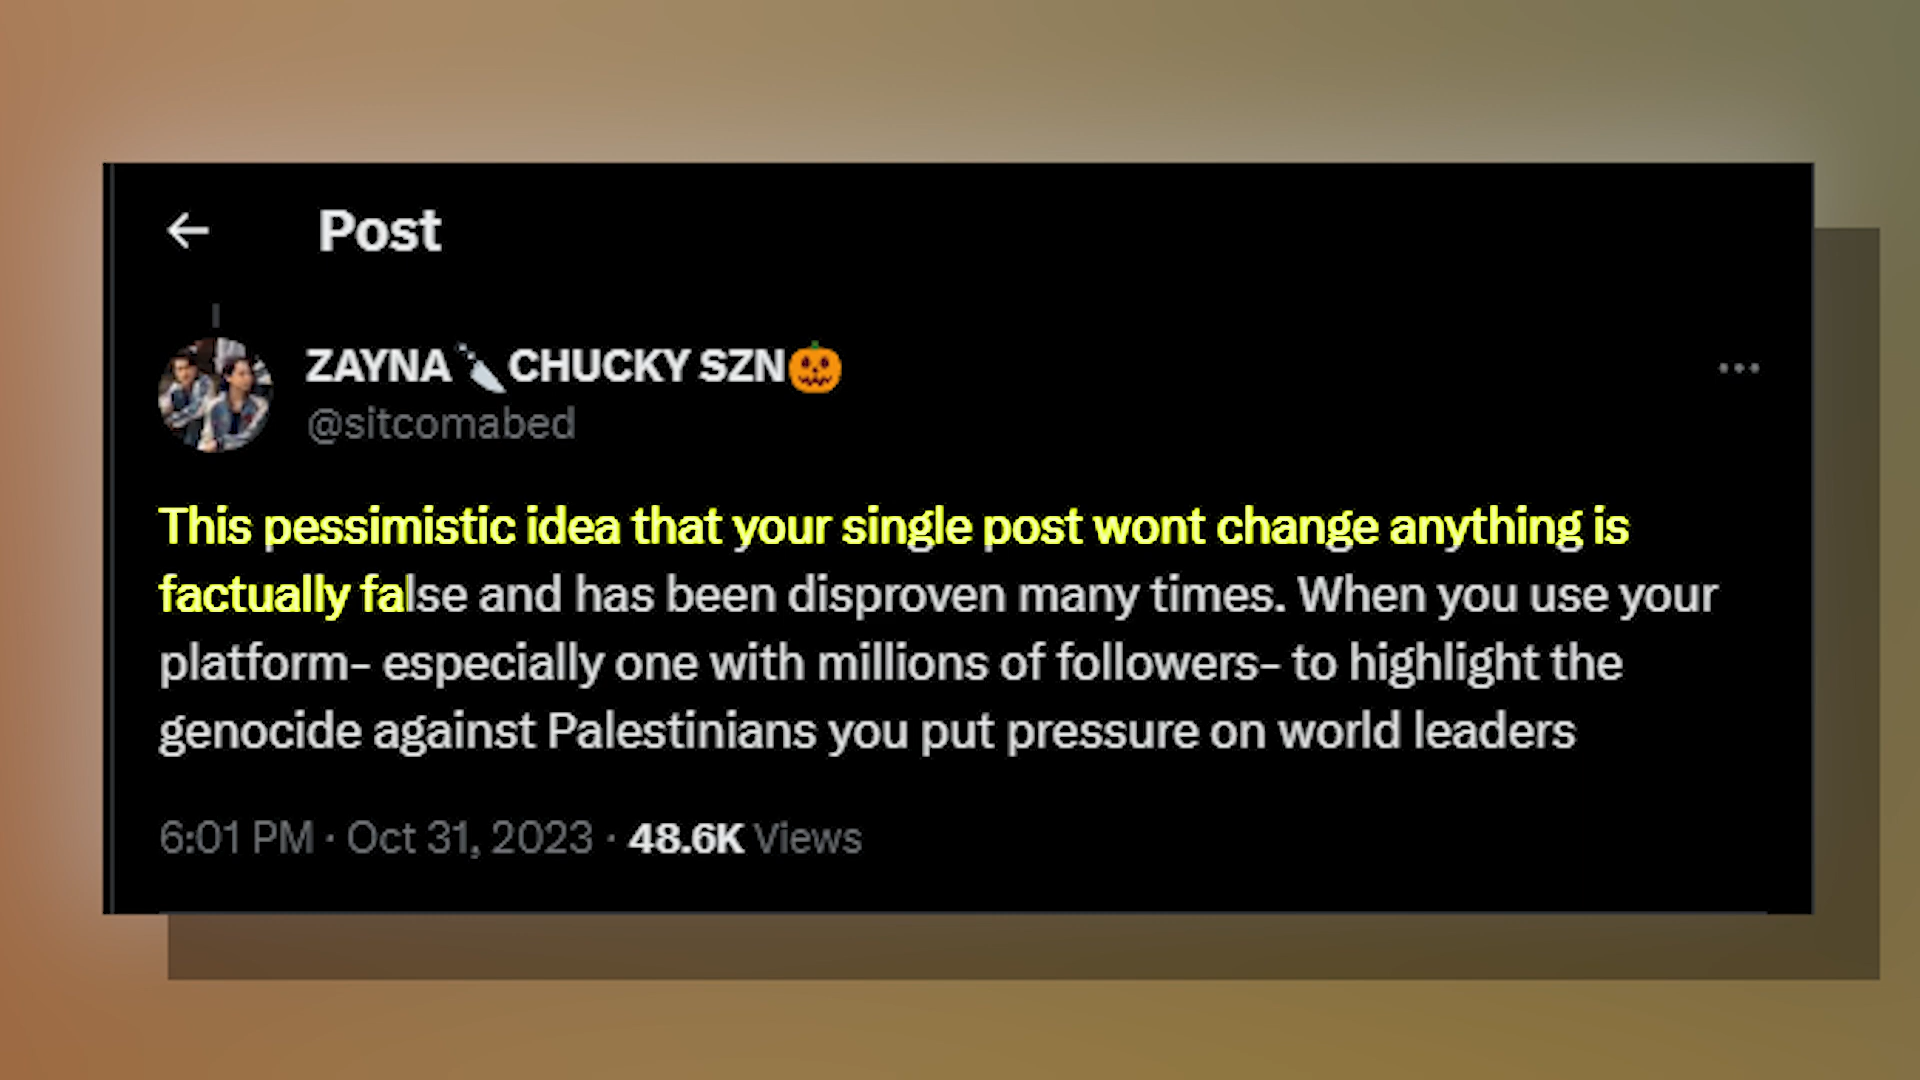 ← Post
ZAYNA🔪CHUCKY SZN🎃
@sitcomabed
This pessimistic idea that your single post wont change anything is
factually false and has been disproven many times. When you use your
platform– especially one with millions of followers– to highlight the
genocide against Palestinians you put pressure on world leaders
6:01 PM · Oct 31, 2023 · 48.6K Views